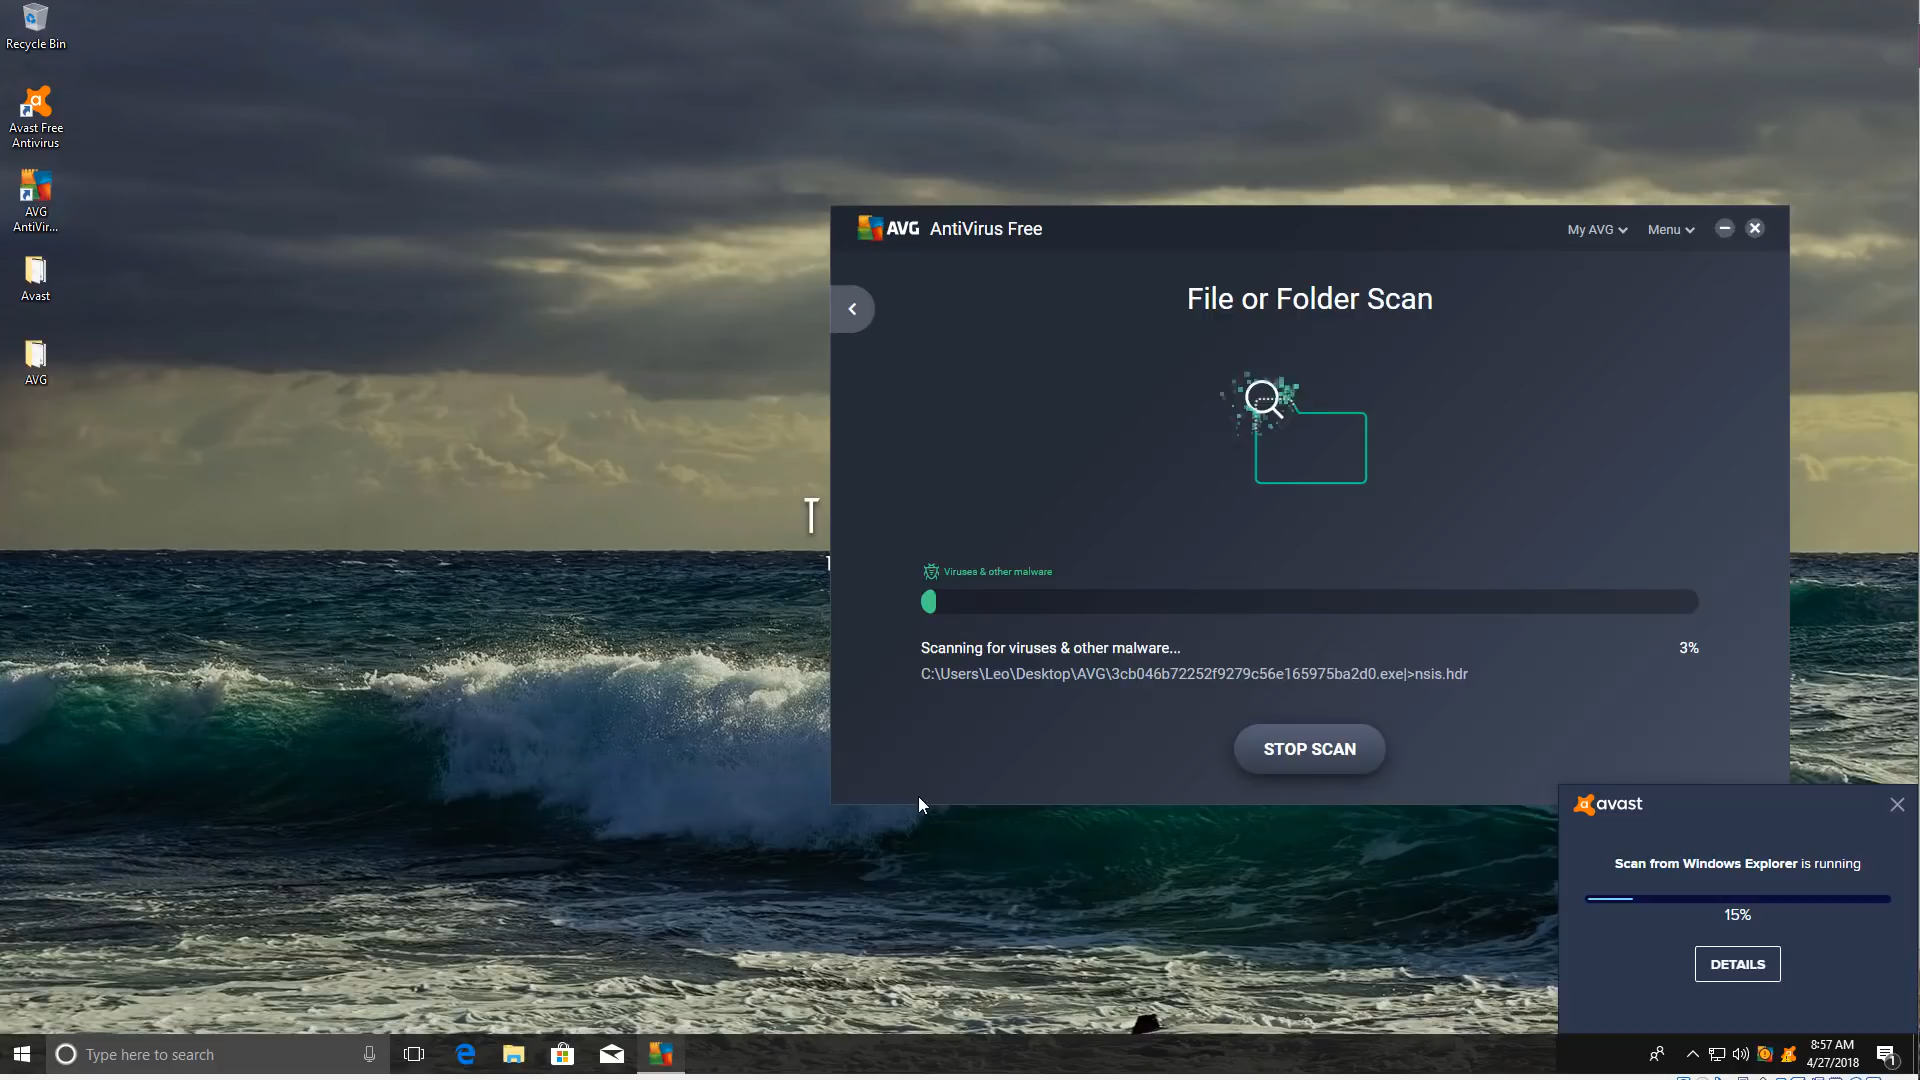 Recycle Bin
Avast Free
Antivirus
AVG
AntiVir...
Avast
AVG
T
AVG AntiVirus Free
My AVG
Menu
File or Folder Scan
Viruses & other malware
Scanning for viruses & other malware...
3%
C:\Users\Leo\Desktop\AVG\3cb046b72252f9279c56e165975ba2d0.exe|>nsis.hdr
STOP SCAN
avast
Scan from Windows Explorer is running
15%
DETAILS
Type here to search
8:57 AM
4/27/2018
1